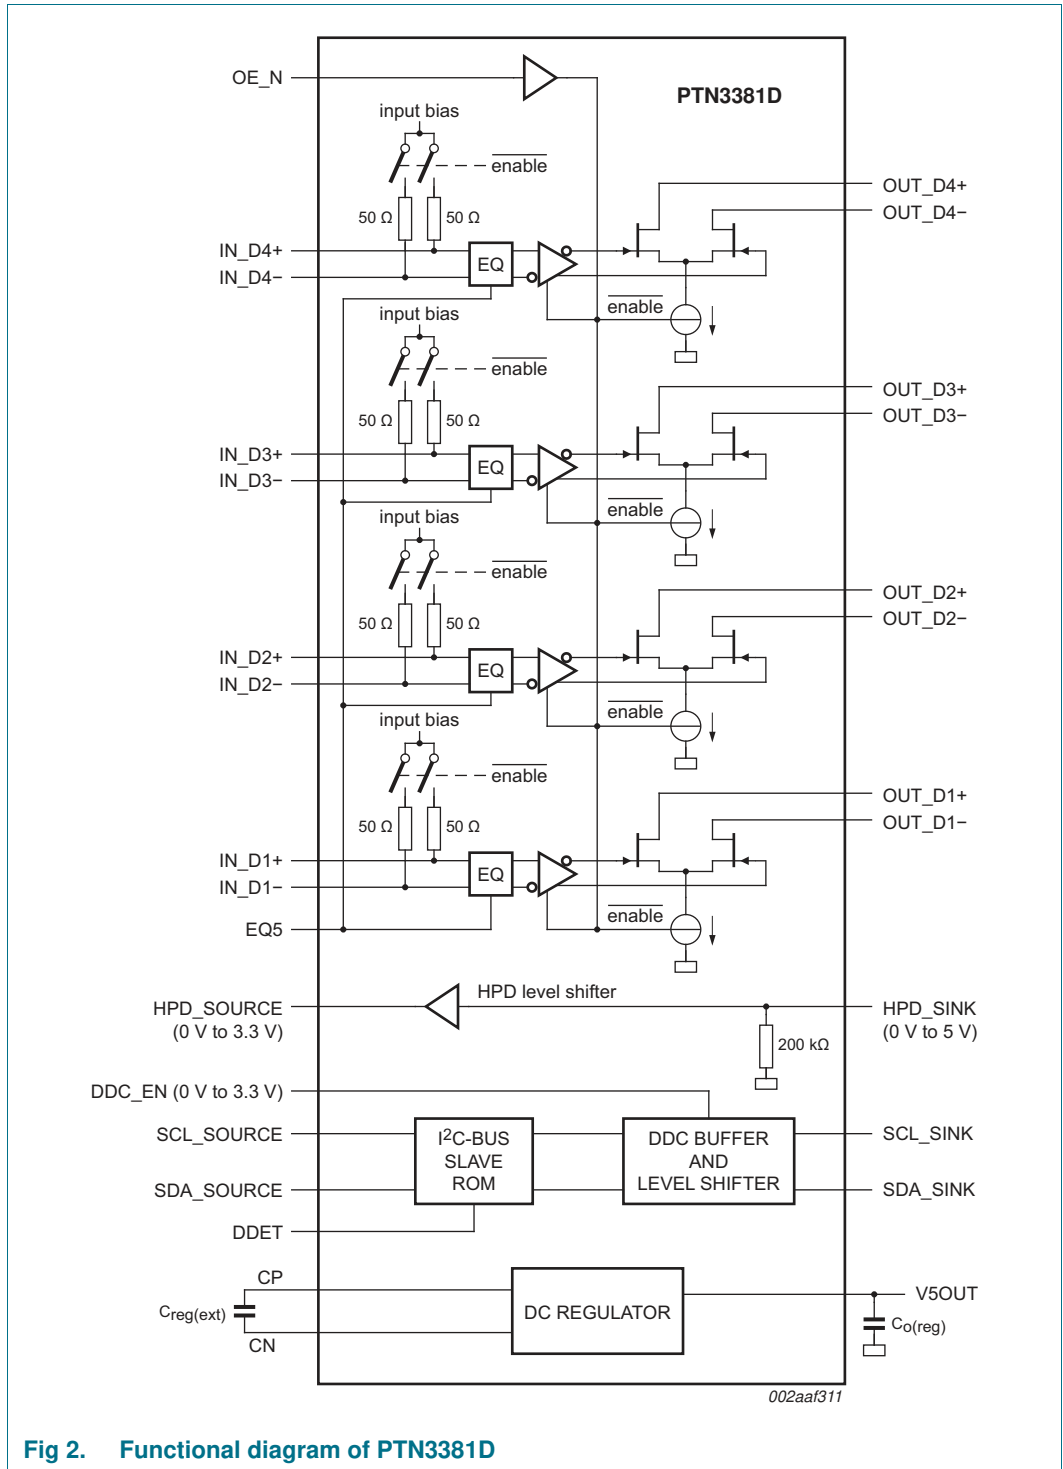 OE_N
PTN3381D
input bias
enable
OUT_D4+
OUT_D4−
50 Ω
50 Ω
IN_D4+
IN_D4−
EQ
enable
input bias
enable
OUT_D3+
OUT_D3−
50 Ω
50 Ω
IN_D3+
IN_D3−
EQ
enable
input bias
enable
OUT_D2+
OUT_D2−
50 Ω
50 Ω
IN_D2+
IN_D2−
EQ
enable
input bias
enable
OUT_D1+
OUT_D1−
50 Ω
50 Ω
IN_D1+
IN_D1−
EQ
enable
EQ5
HPD level shifter
HPD_SOURCE
(0 V to 3.3 V)
HPD_SINK
(0 V to 5 V)
200 kΩ
DDC_EN (0 V to 3.3 V)
SCL_SOURCE
I2C-BUS
SLAVE
ROM
DDC BUFFER
AND
LEVEL SHIFTER
SCL_SINK
SDA_SOURCE
SDA_SINK
DDET
CP
Creg(ext)
CN
DC REGULATOR
V5OUT
Co(reg)
002aaf311
Fig 2. Functional diagram of PTN3381D